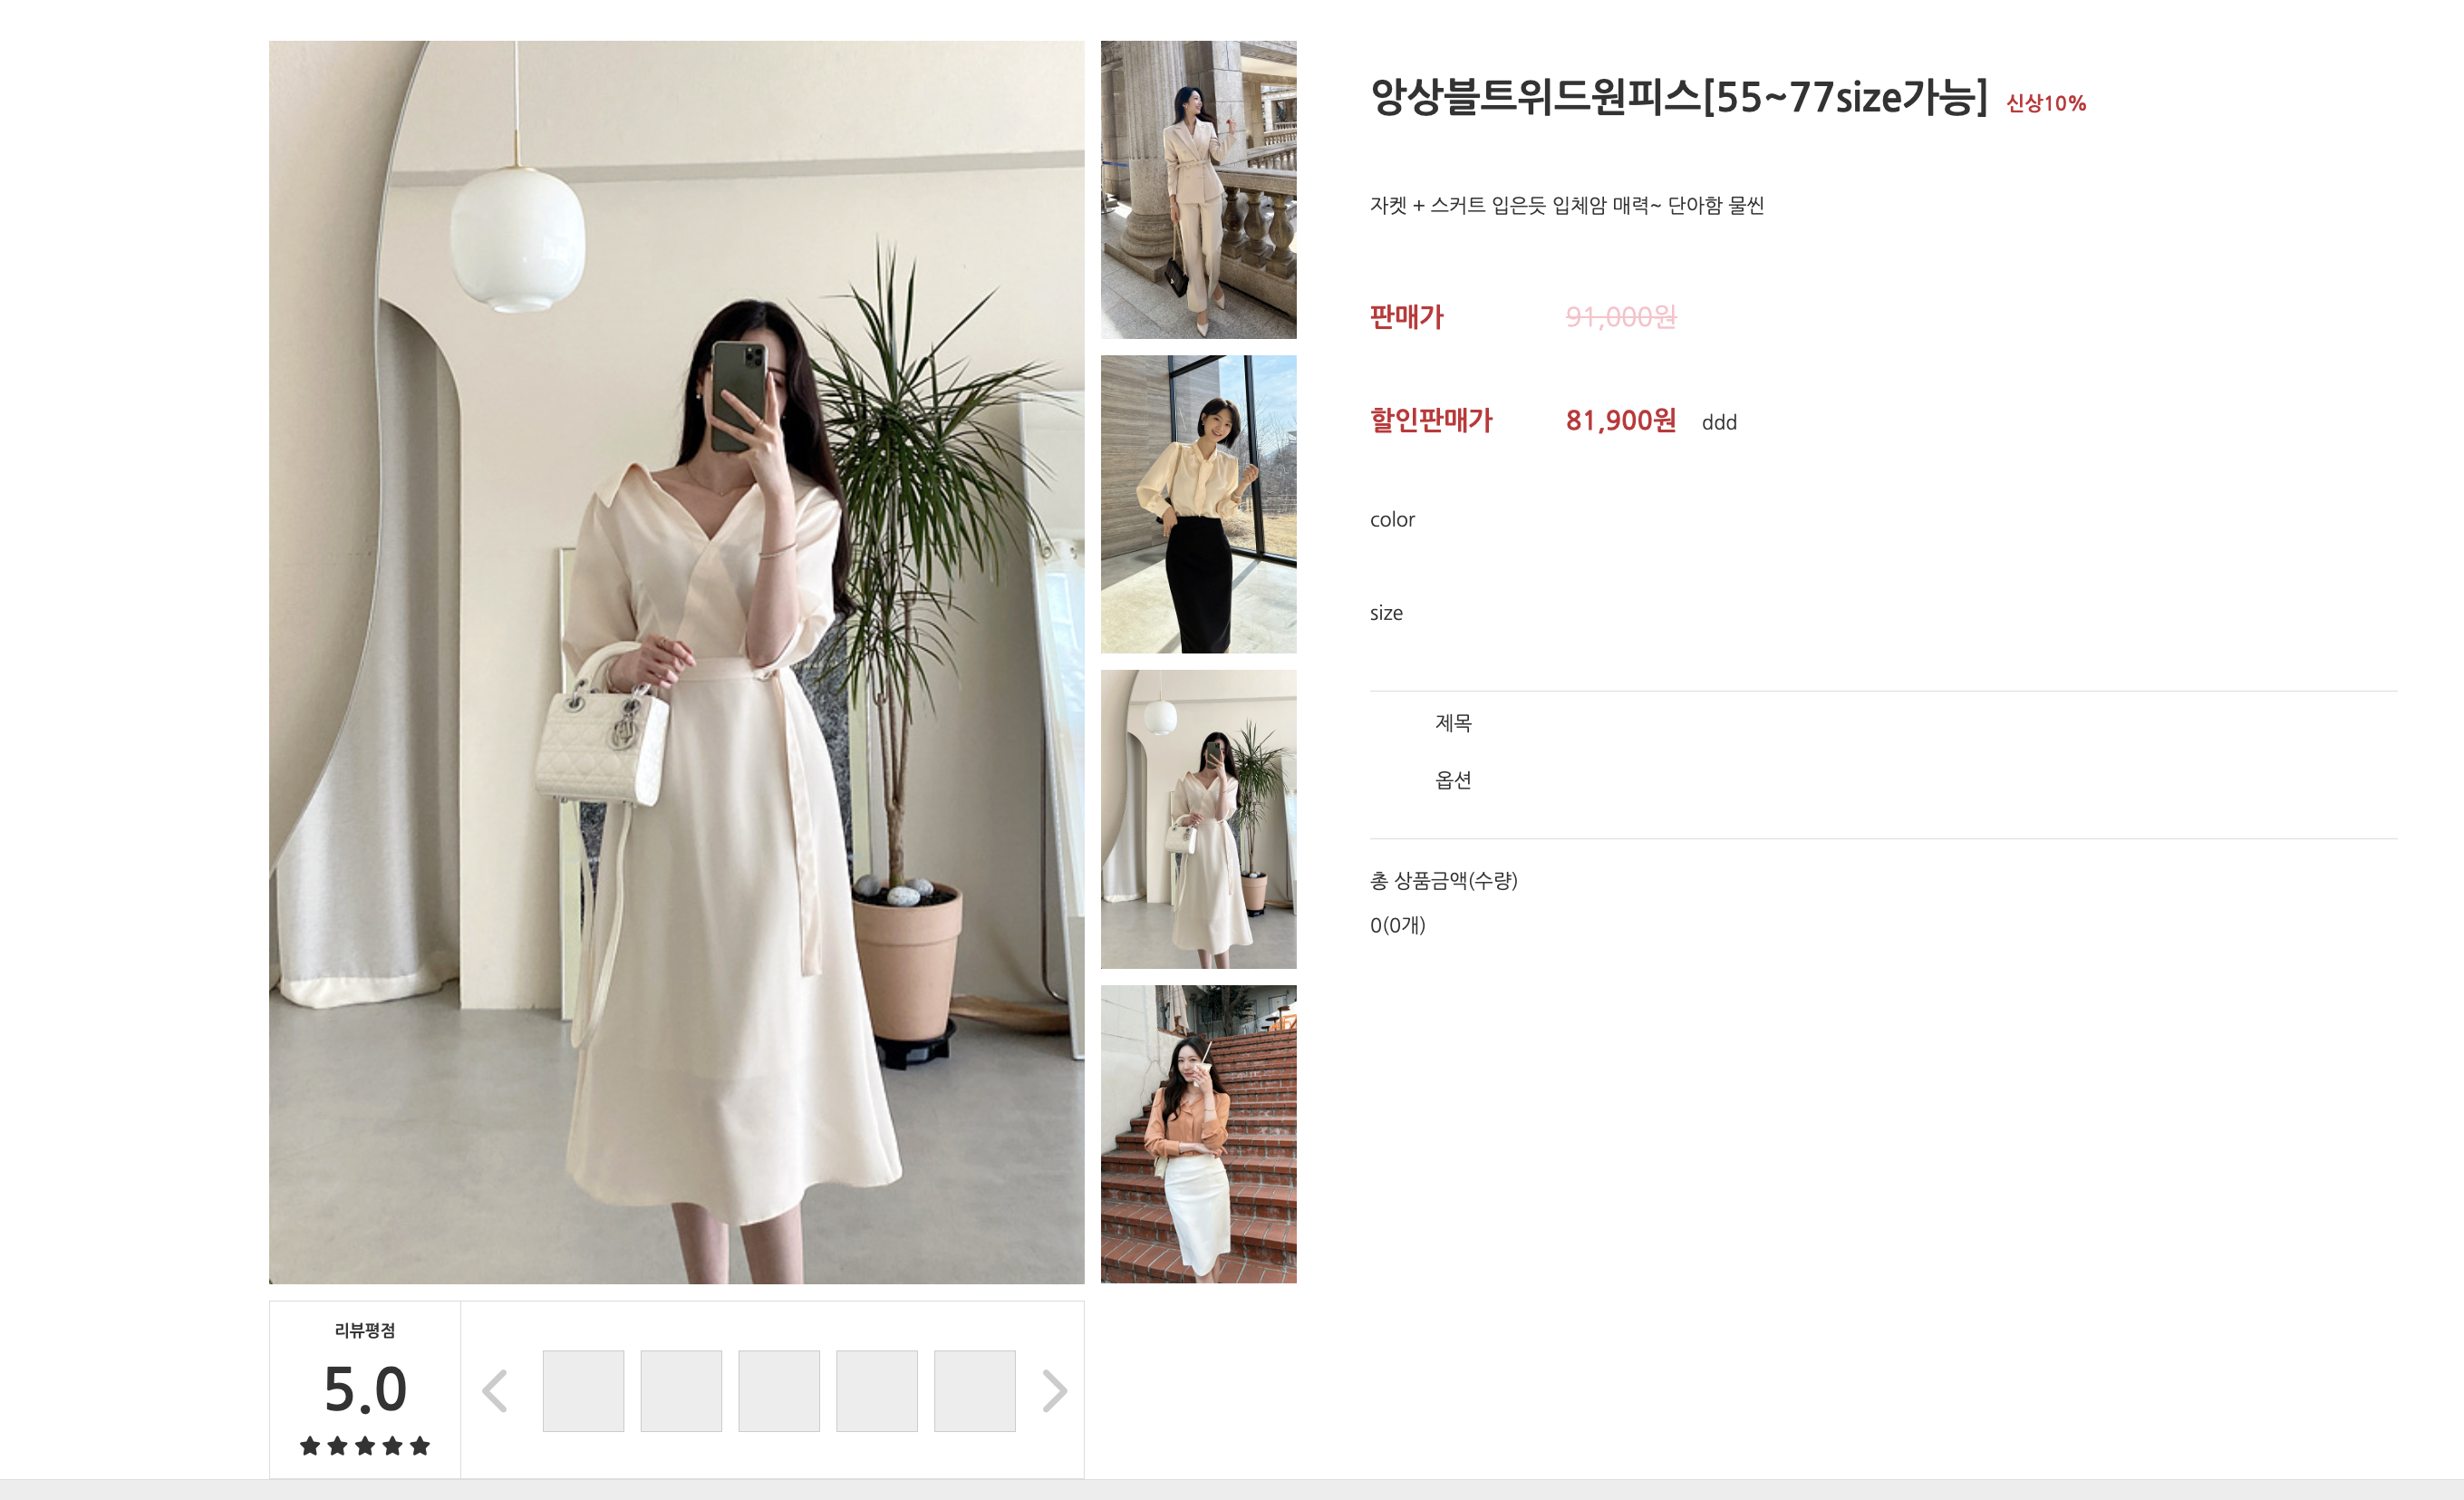 앙상블트위드원피스[55~77size가능] 신상10%
자켓 + 스커트 입은듯 입체암 매력~ 단아함 물씬
판매가 91,000원
할인판매가 81,900원 ddd
color
size
제목
옵션
총 상품금액(수량)
0(0개)
리뷰평점
5.0